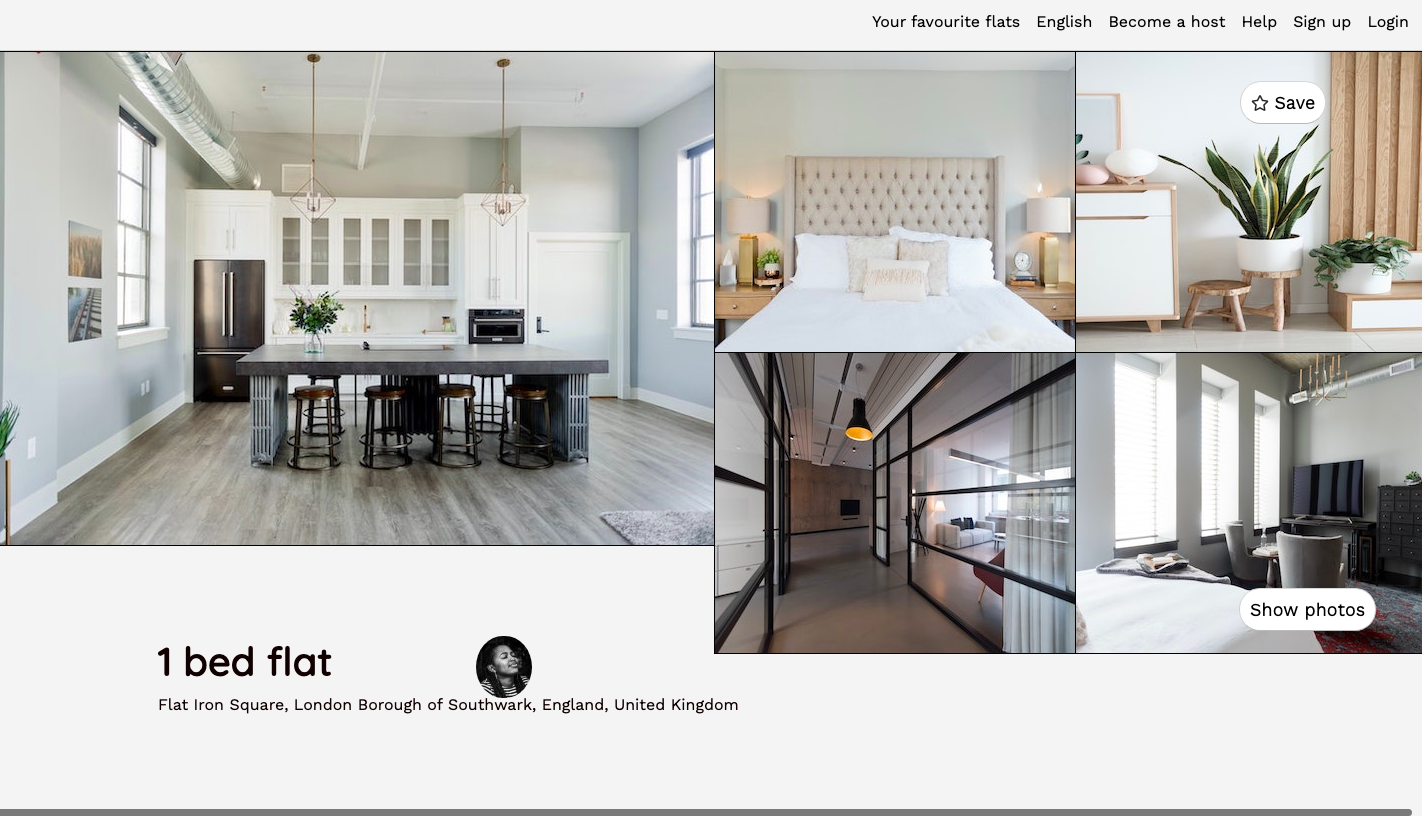 Your favourite flats English Become a host Help Sign up Login
Save
Show photos
1 bed flat
Flat Iron Square, London Borough of Southwark, England, United Kingdom